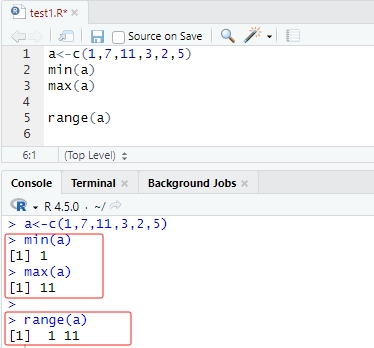 test1.R*
Source on Save
1 a<-c(1,7,11,3,2,5)
2 min(a)
3 max(a)
4
5 range(a)
6
6:1 (Top Level)
Console Terminal Background Jobs
R R 4.5.0 · ~/
> a<-c(1,7,11,3,2,5)
> min(a)
[1] 1
> max(a)
[1] 11
>
> range(a)
[1]  1 11